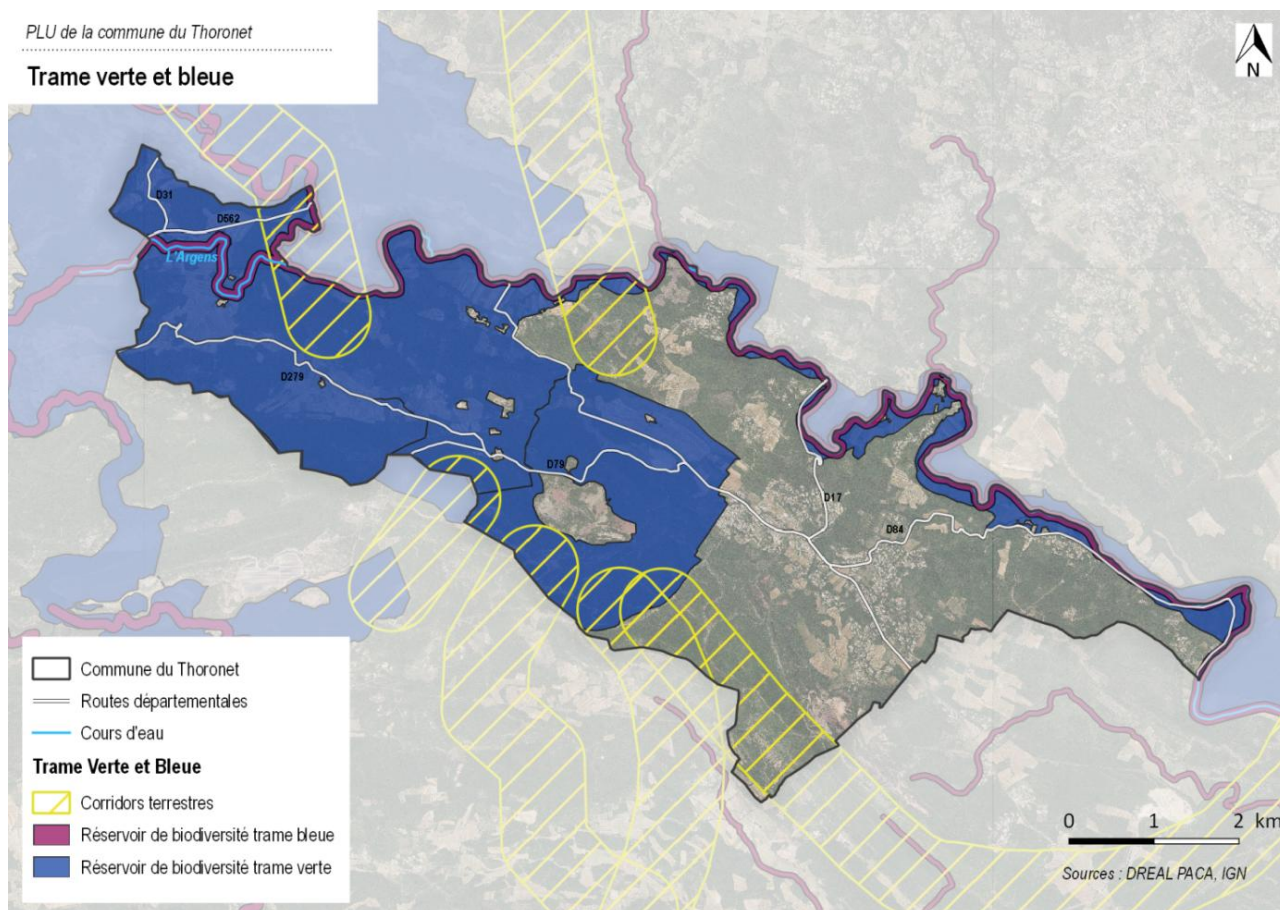 PLU de la commune du Thoronet
Trame verte et bleue
N
D31
D562
L'Argens
D279
D79
D17
D84
Commune du Thoronet
Routes départementales
Cours d'eau
Trame Verte et Bleue
Corridors terrestres
Réservoir de biodiversité trame bleue
Réservoir de biodiversité trame verte
0 1 2 km
Sources : DREAL PACA, IGN